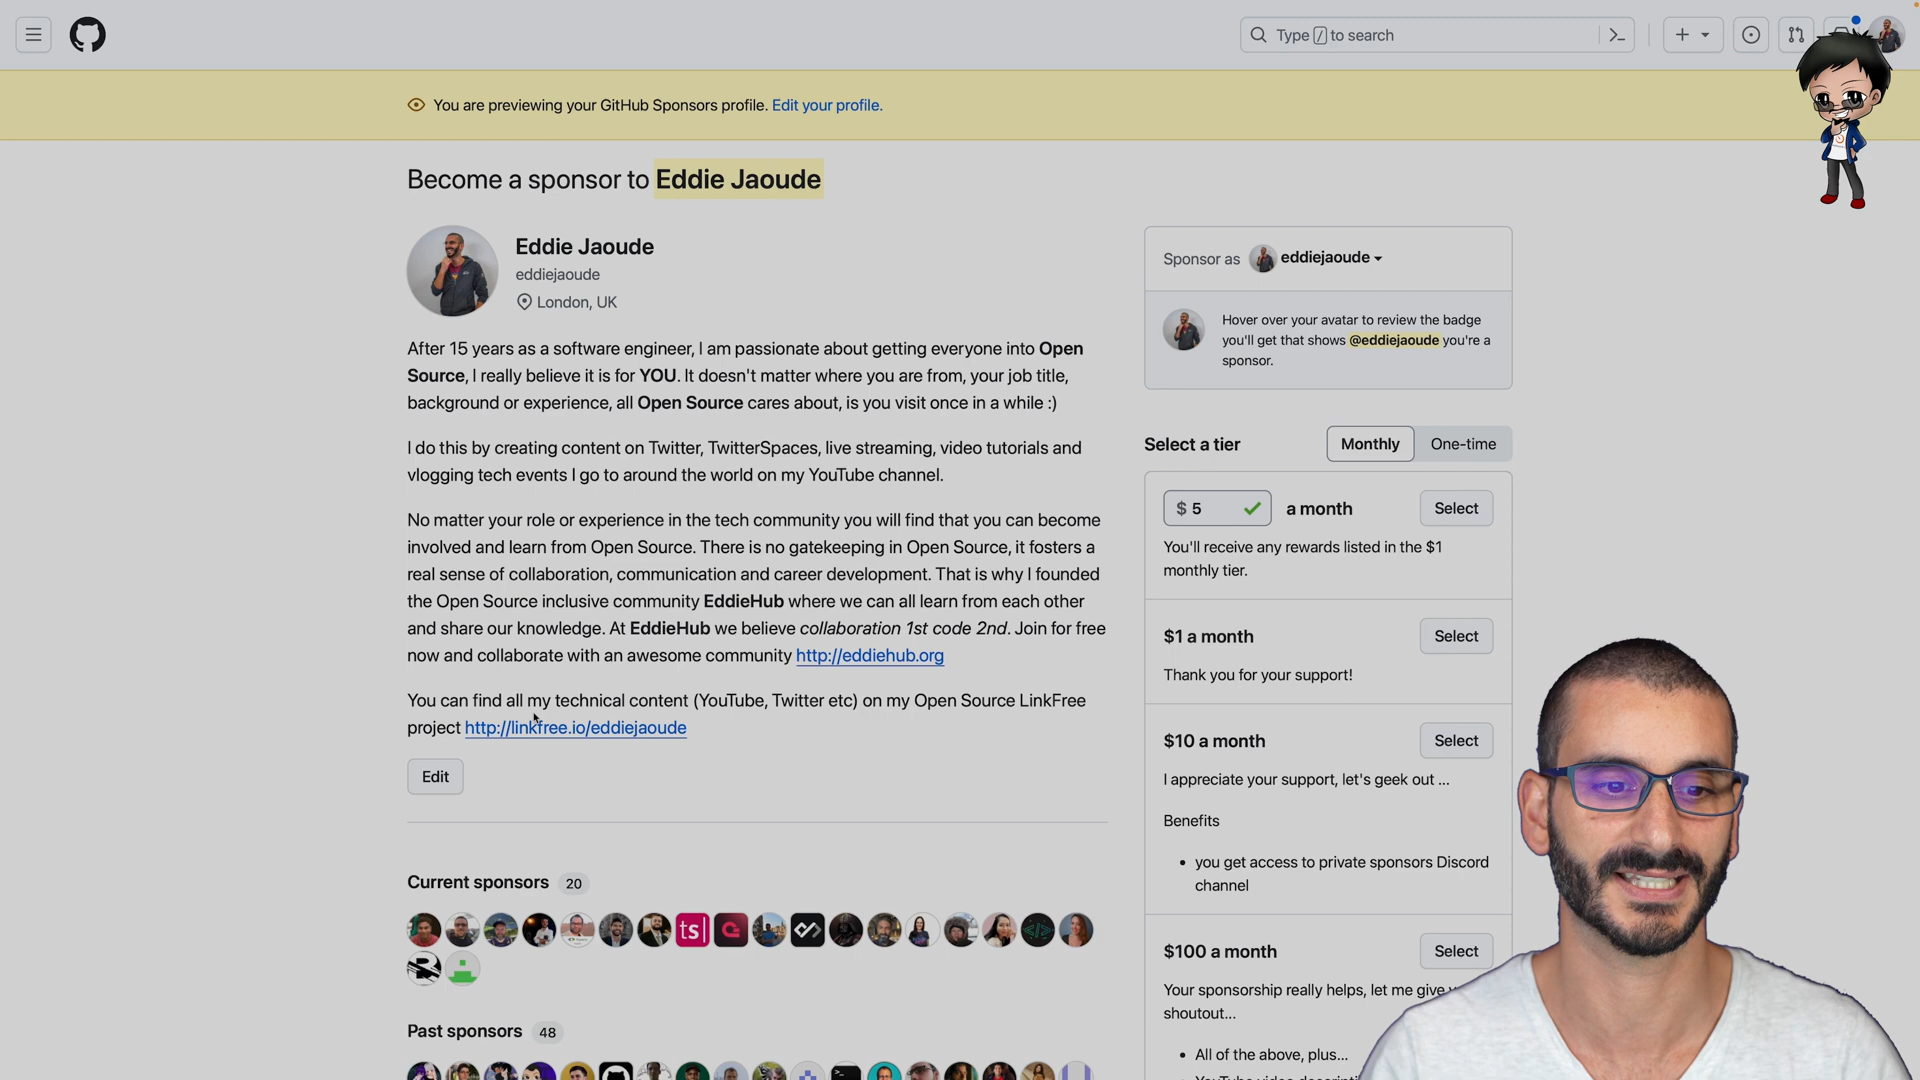 Type / to search
You are previewing your GitHub Sponsors profile. Edit your profile.
Become a sponsor to Eddie Jaoude
Eddie Jaoude
eddiejaoude
London, UK
After 15 years as a software engineer, I am passionate about getting everyone into Open
Source, I really believe it is for YOU. It doesn't matter where you are from, your job title,
background or experience, all Open Source cares about, is you visit once in a while :)
I do this by creating content on Twitter, TwitterSpaces, live streaming, video tutorials and
vlogging tech events I go to around the world on my YouTube channel.
No matter your role or experience in the tech community you will find that you can become
involved and learn from Open Source. There is no gatekeeping in Open Source, it fosters a
real sense of collaboration, communication and career development. That is why I founded
the Open Source inclusive community EddieHub where we can all learn from each other
and share our knowledge. At EddieHub we believe collaboration 1st code 2nd. Join for free
now and collaborate with an awesome community http://eddiehub.org
You can find all my technical content (YouTube, Twitter etc) on my Open Source LinkFree
project http://linkfree.io/eddiejaoude
Edit
Current sponsors 20
ts
Past sponsors 48
Sponsor as eddiejaoude
Hover over your avatar to review the badge
you'll get that shows @eddiejaoude you're a
sponsor.
Select a tier Monthly One-time
$ 5 a month Select
You'll receive any rewards listed in the $1
monthly tier.
$1 a month Select
Thank you for your support!
$10 a month Select
I appreciate your support, let's geek out ...
Benefits
• you get access to private sponsors Discord
channel
$100 a month Select
Your sponsorship really helps, let me give
shoutout...
• All of the above, plus...
• YouTube video